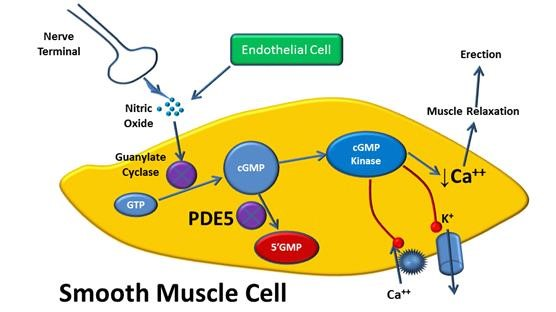 Nerve
Terminal
Endothelial Cell
Erection
Nitric
Oxide
Muscle Relaxation
Guanylate
Cyclase
cGMP
cGMP
Kinase
↓Ca⁺⁺
GTP
PDE5
K⁺
5'GMP
Ca⁺⁺
Smooth Muscle Cell